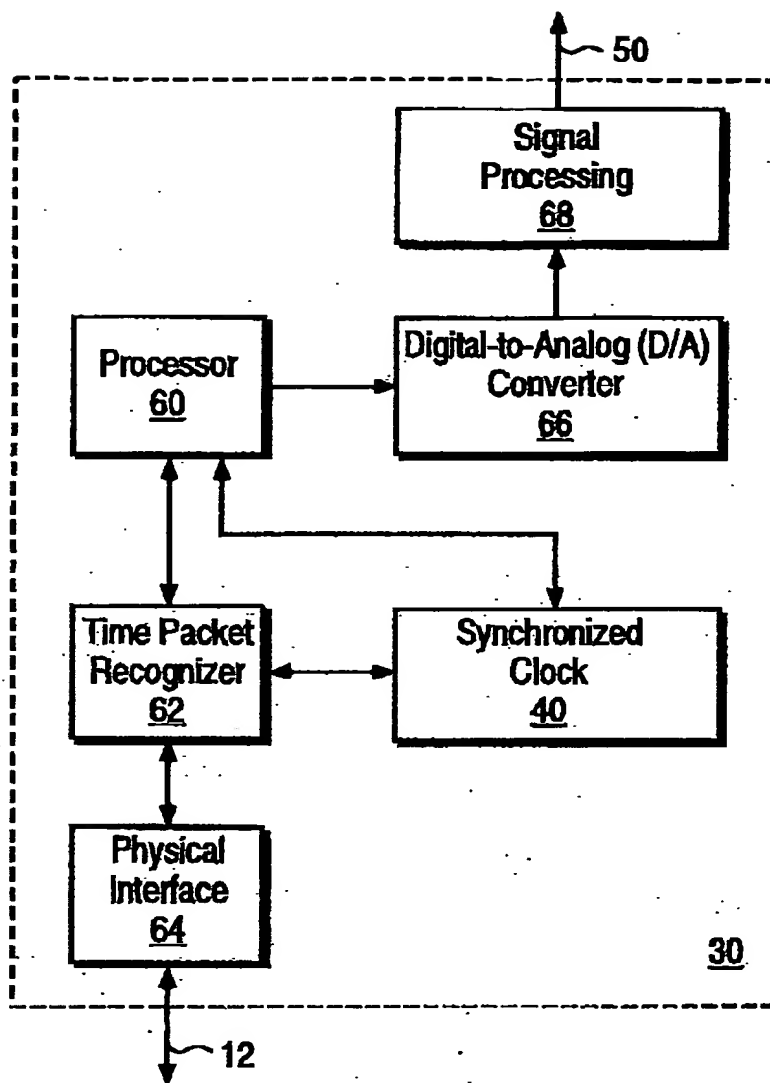 50
Signal
Processing
68
Processor
60
Digital-to-Analog (D/A)
Converter
66
Time Packet
Recognizer
62
Synchronized
Clock
40
Physical
Interface
64
30
12